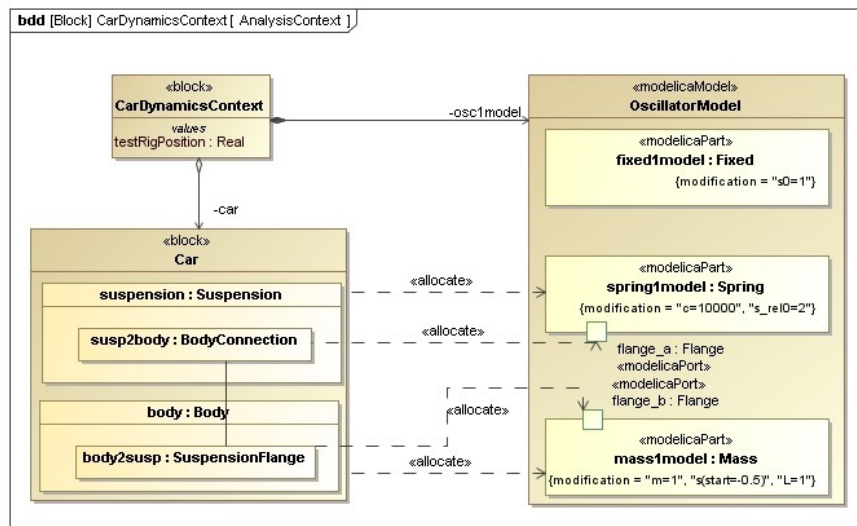 bdd [Block] CarDynamicsContext [ AnalysisContext ]
«block»
CarDynamicsContext
values
testRigPosition : Real
-osc1model
-car
«block»
Car
suspension : Suspension
susp2body : BodyConnection
body : Body
body2susp : SuspensionFlange
«allocate»
«allocate»
«allocate»
«allocate»
«modelicaModel»
OscillatorModel
«modelicaPart»
fixed1model : Fixed
{modification = "s0=1"}
«modelicaPart»
spring1model : Spring
{modification = "c=10000", "s_rel0=2"}
flange_a : Flange
«modelicaPort»
«modelicaPort»
flange_b : Flange
«modelicaPart»
mass1model : Mass
{modification = "m=1", "s(start=-0.5)", "L=1"}